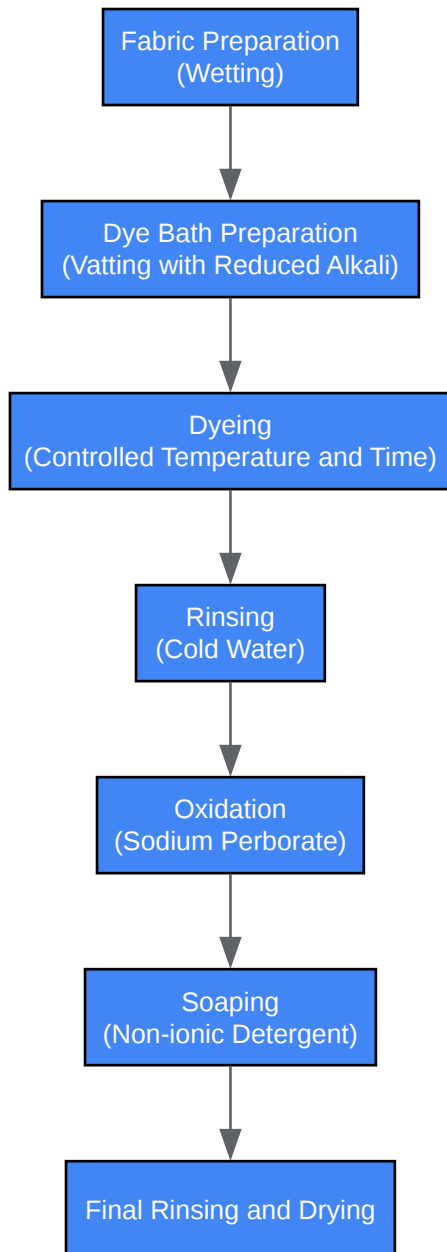 Fabric Preparation
(Wetting)
Dye Bath Preparation
(Vatting with Reduced Alkali)
Dyeing
(Controlled Temperature and Time)
Rinsing
(Cold Water)
Oxidation
(Sodium Perborate)
Soaping
(Non-ionic Detergent)
Final Rinsing and Drying